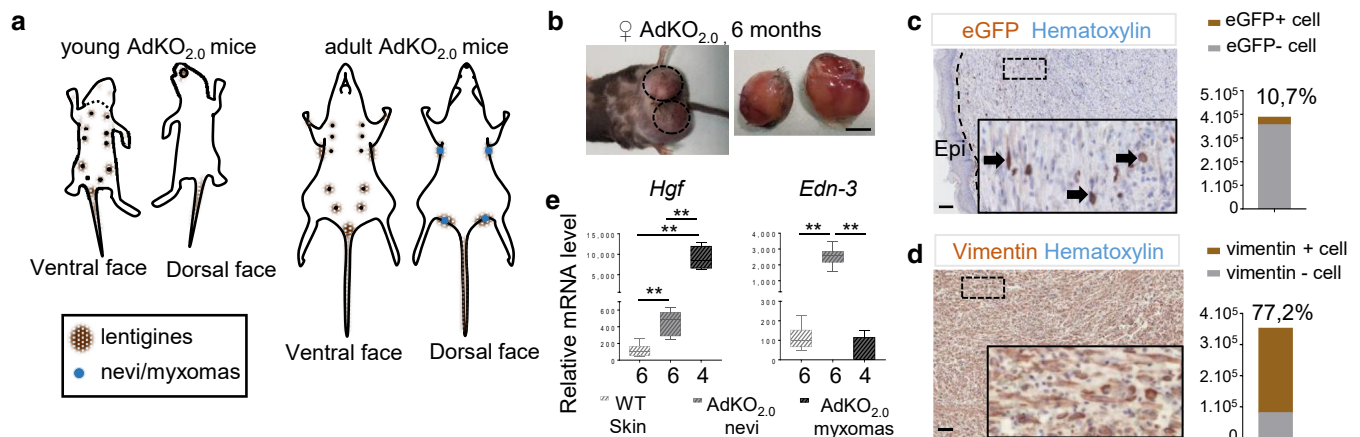 a
young AdKO2.0 mice
adult AdKO2.0 mice
Ventral face
Dorsal face
Ventral face
Dorsal face
lentigines
nevi/myxomas
b
♀ AdKO2.0 , 6 months
c
eGFP Hematoxylin
Epi
eGFP+ cell
eGFP- cell
10,7%
5.10⁵
4.10⁵
3.10⁵
2.10⁵
1.10⁵
0
d
Vimentin Hematoxylin
vimentin + cell
vimentin - cell
77,2%
4.10⁵
3.10⁵
2.10⁵
1.10⁵
0
e
Relative mRNA level
Hgf
**
**
**
15,000
10,000
5,000
600
400
200
0
6 6 4
Edn-3
** **
4,000
3,000
2,000
1,000
300
200
100
0
6 6 4
WT
Skin
AdKO2.0
nevi
AdKO2.0
myxomas